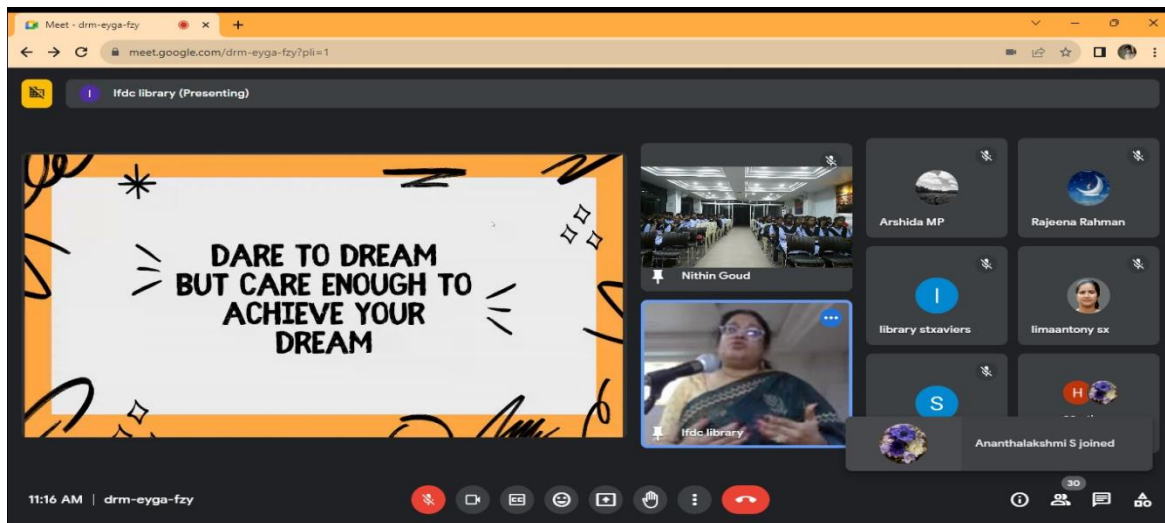 Meet - drm-eyga-fzy
meet.google.com/drm-eyga-fzy?pli=1
I
lfdc library (Presenting)
DARE TO DREAM
BUT CARE ENOUGH TO
ACHIEVE YOUR
DREAM
Nithin Goud
lfdc library
Arshida MP
Rajeena Rahman
I
library stxaviers
limaantony sx
S
H
Ananthalakshmi S joined
11:16 AM | drm-eyga-fzy
CC
30